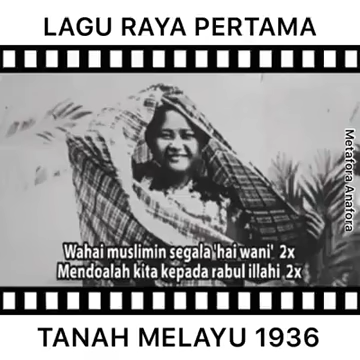 LAGU RAYA PERTAMA
Metafora Anafora
Wahai muslimin segala 'hai wani' 2x
Mendoalah kita kepada rabul illahi 2x
TANAH MELAYU 1936